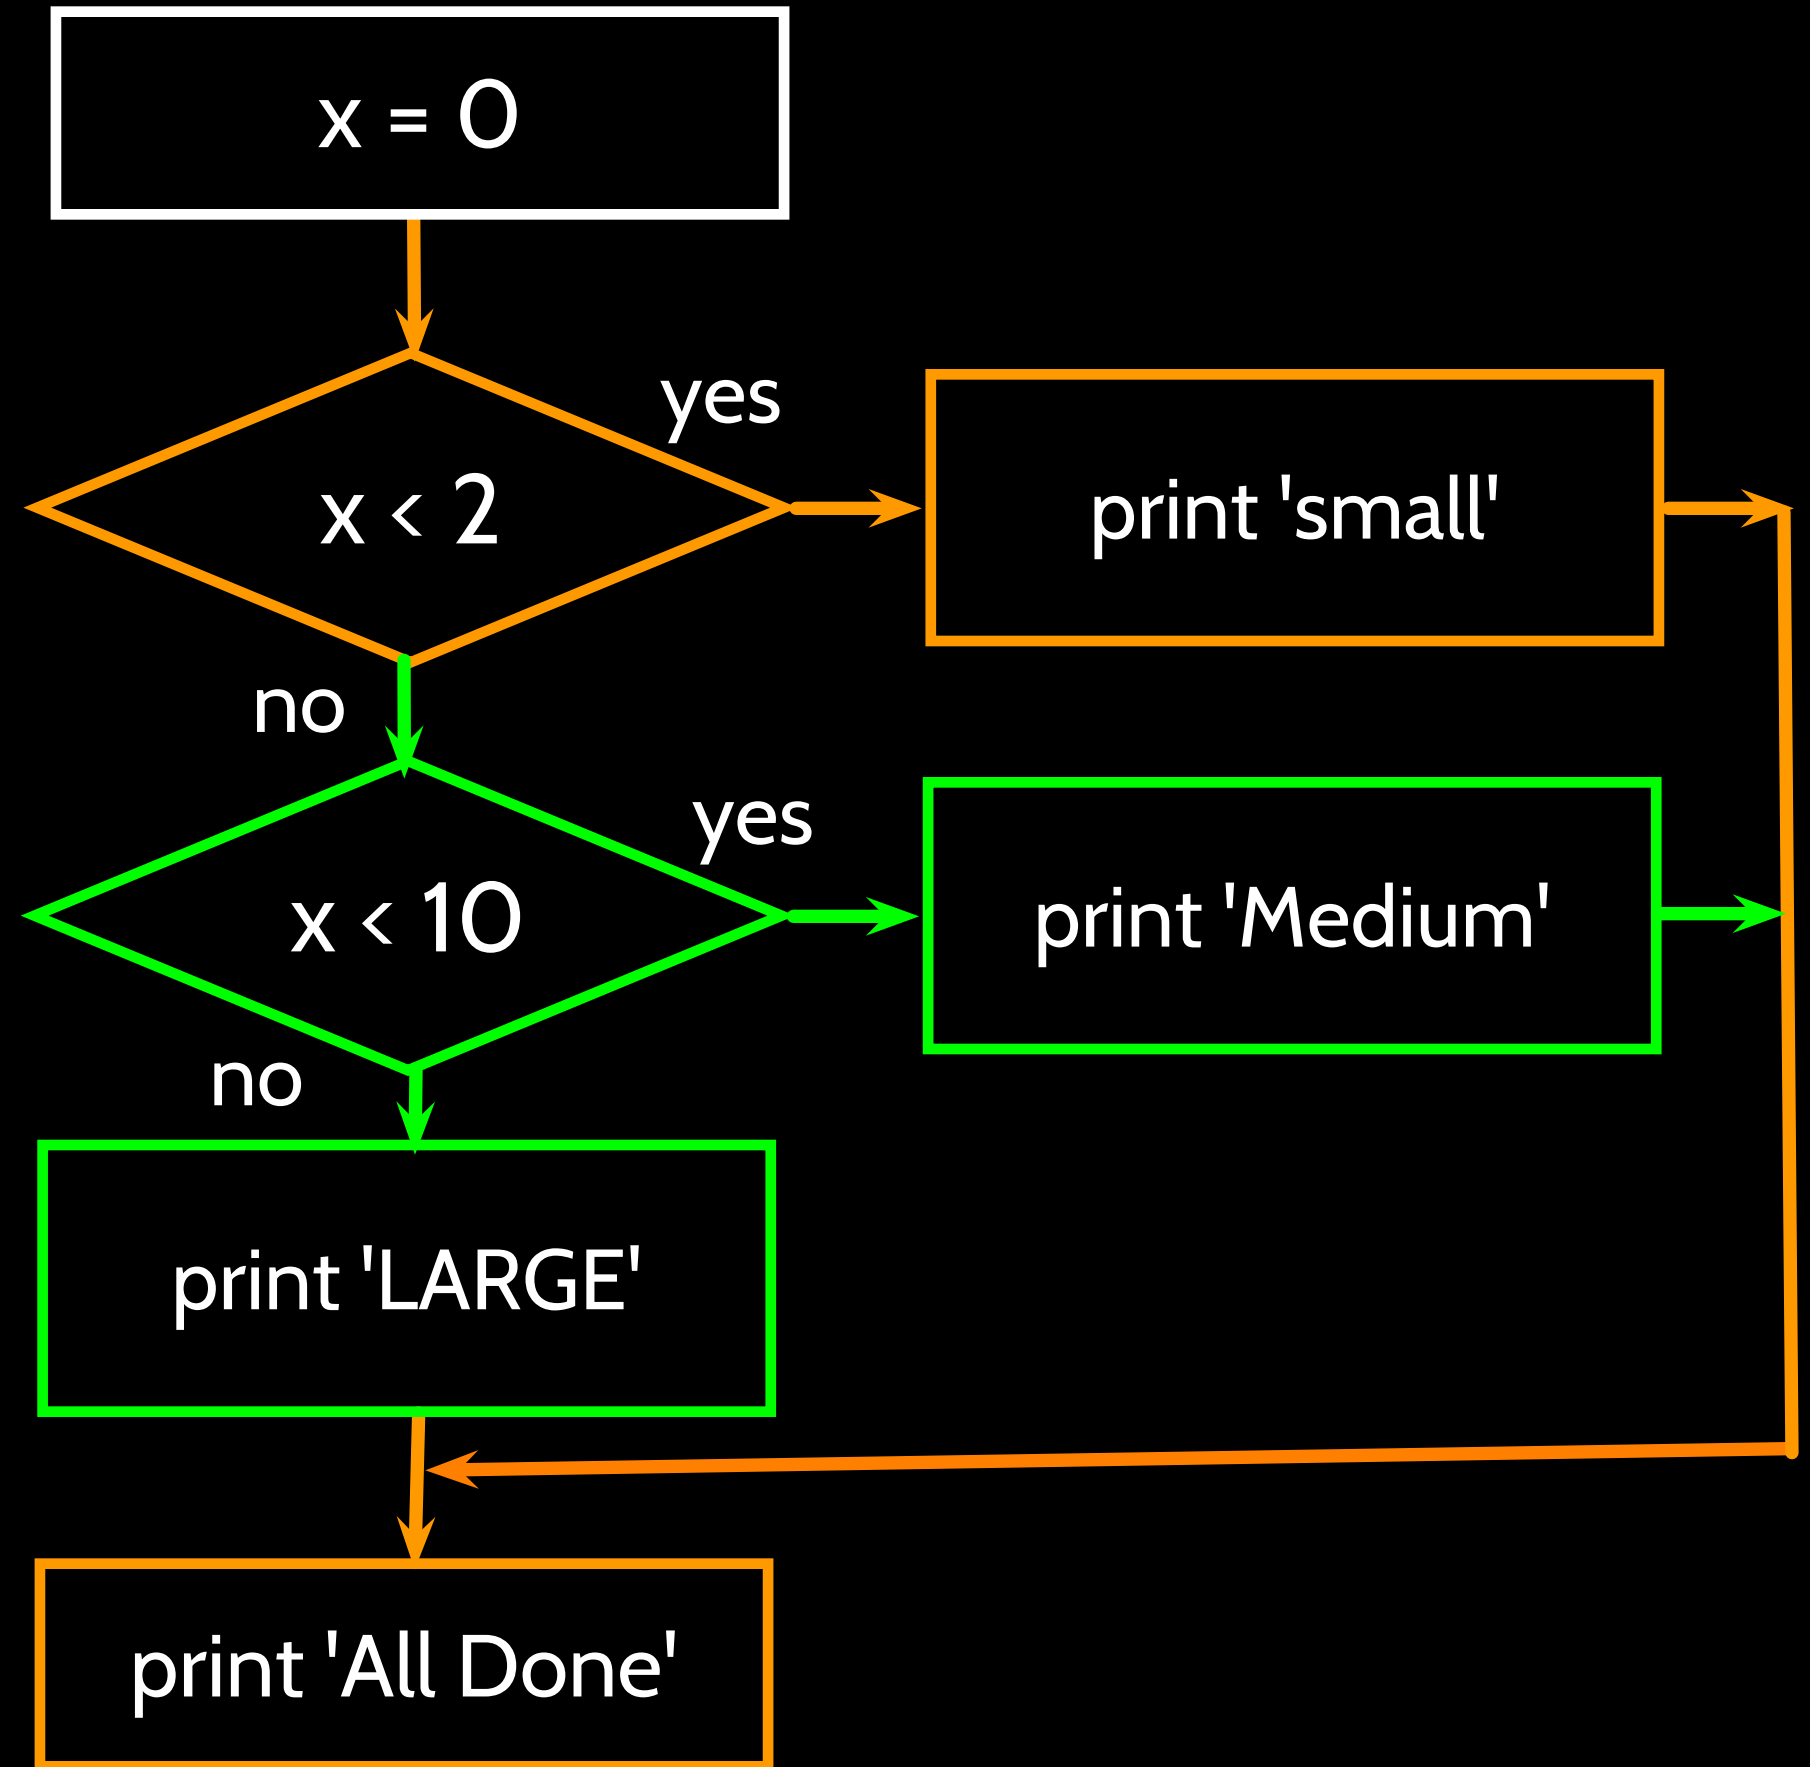 x = 0
yes
x < 2
print 'small'
no
yes
x < 10
print 'Medium'
no
print 'LARGE'
print 'All Done'